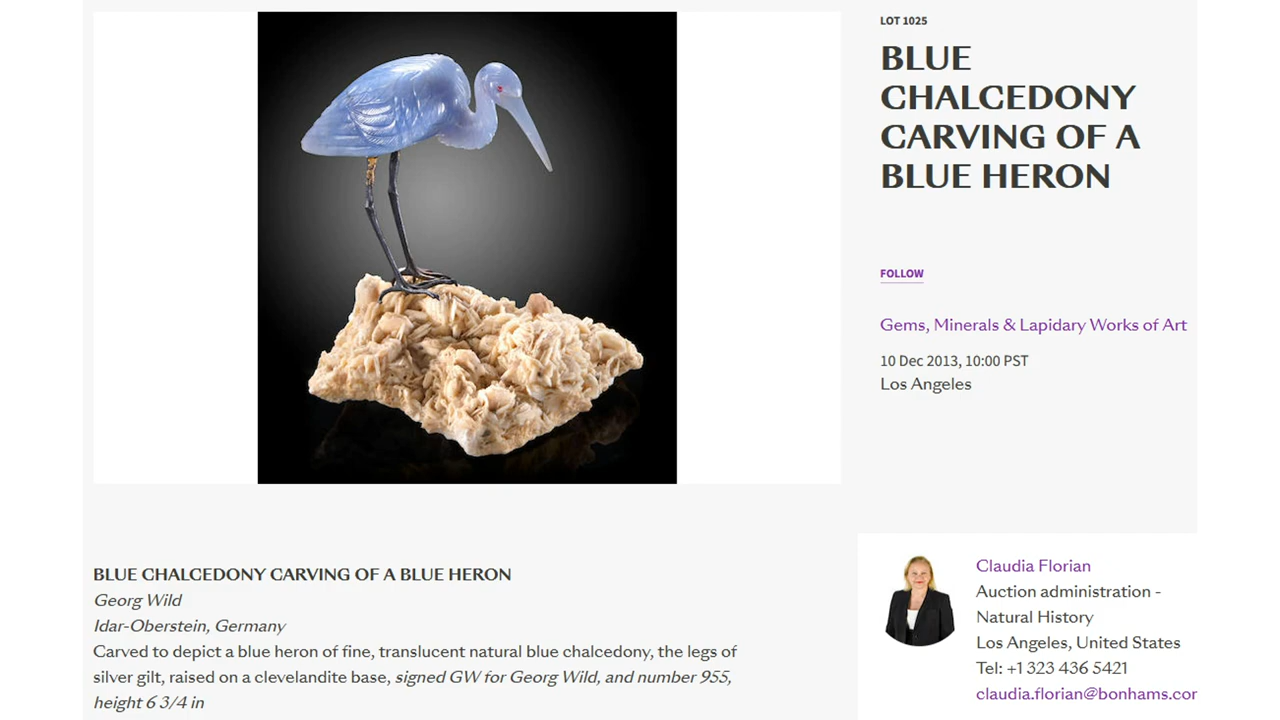 LOT 1025
BLUE
CHALCEDONY
CARVING OF A
BLUE HERON
FOLLOW
Gems, Minerals & Lapidary Works of Art
10 Dec 2013, 10:00 PST
Los Angeles
BLUE CHALCEDONY CARVING OF A BLUE HERON
Georg Wild
Idar-Oberstein, Germany
Carved to depict a blue heron of fine, translucent natural blue chalcedony, the legs of
silver gilt, raised on a clevelandite base, signed GW for Georg Wild, and number 955,
height 6 3/4 in
Claudia Florian
Auction administration -
Natural History
Los Angeles, United States
Tel: +1 323 436 5421
claudia.florian@bonhams.cor